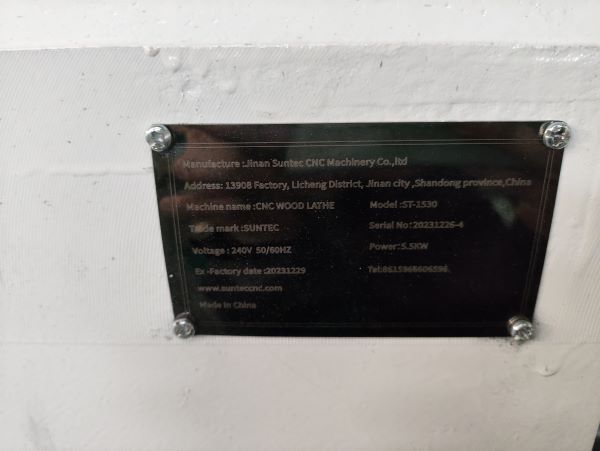 Manufacture :Jinan Suntec CNC Machinery Co.,ltd
Address: 13908 Factory, Licheng District, Jinan city ,Shandong province,China
Machine name :CNC WOOD LATHE Model :ST-1530
Trade mark :SUNTEC Serial No:20231226-4
Voltage : 240V 50/60HZ Power:5.5KW
Ex -Factory date :20231229 Tel:8615966606596
www.sunteccnc.com
Made in China